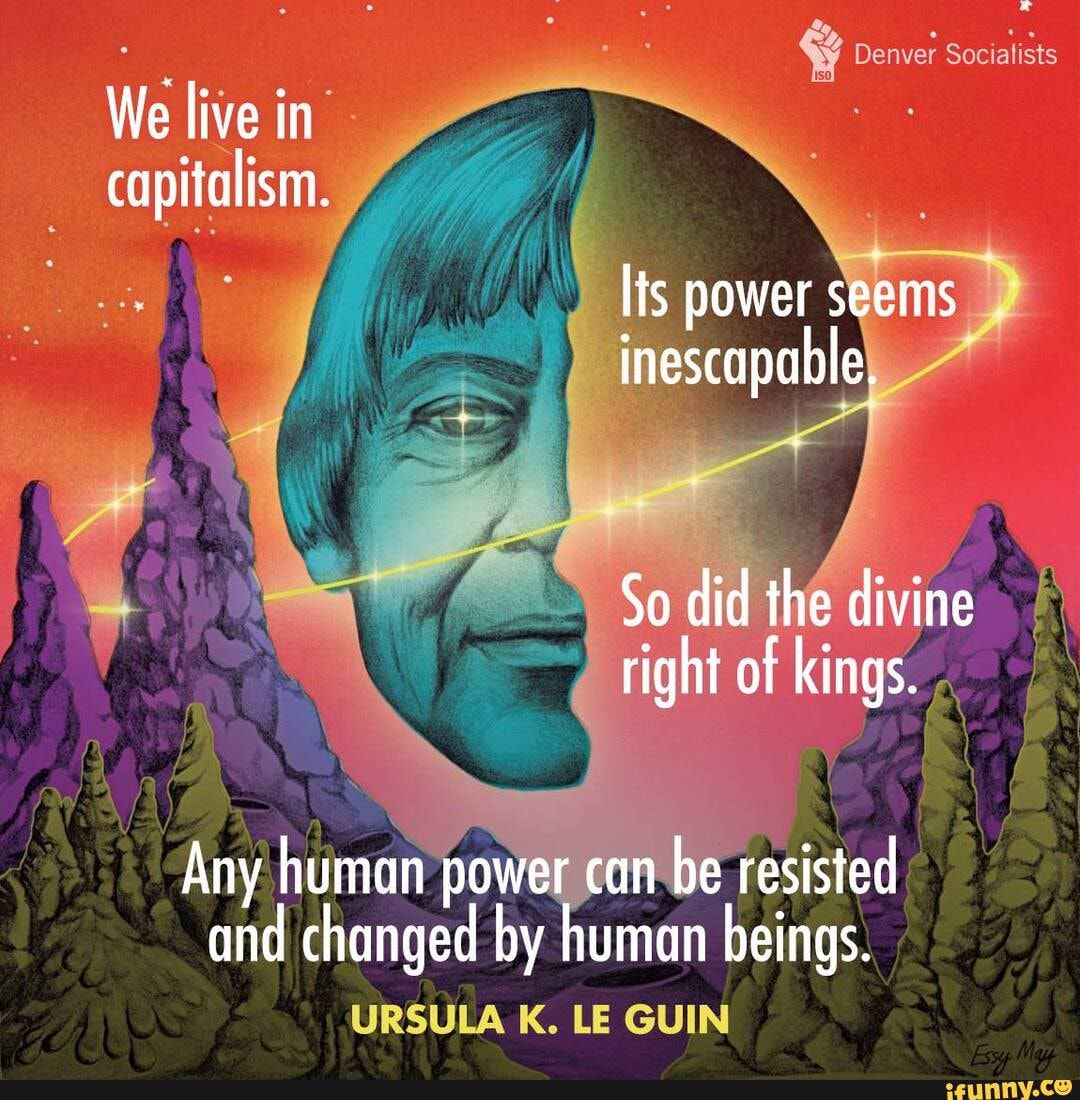 ISO
Denver Socialists
We live in
capitalism.
Its power seems
inescapable.
So did the divine
right of kings.
Any human power can be resisted
and changed by human beings.
URSULA K. LE GUIN
Essy May
ifunny.co